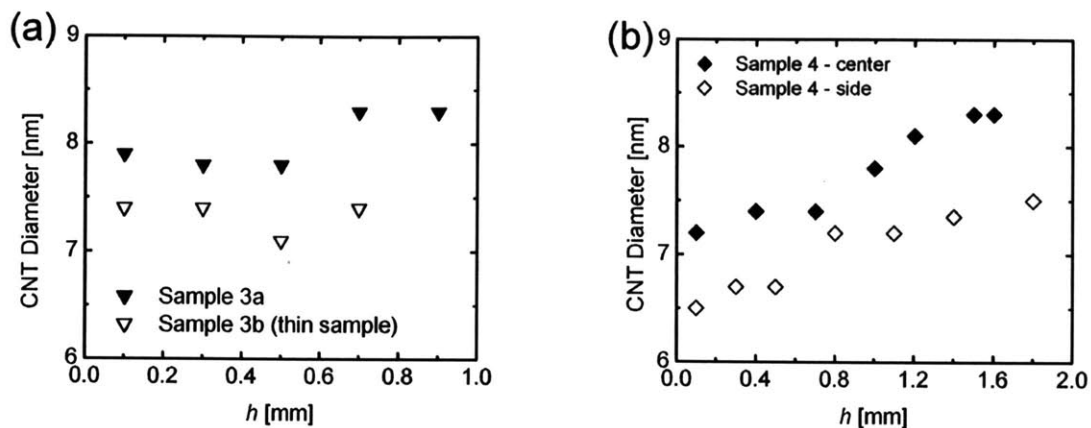 (a)
9
8
7
6
CNT Diameter [nm]
Sample 3a
Sample 3b (thin sample)
0.0 0.2 0.4 0.6 0.8 1.0
h [mm]
(b)
9
8
7
6
CNT Diameter [nm]
Sample 4 - center
Sample 4 - side
0.0 0.4 0.8 1.2 1.6 2.0
h [mm]